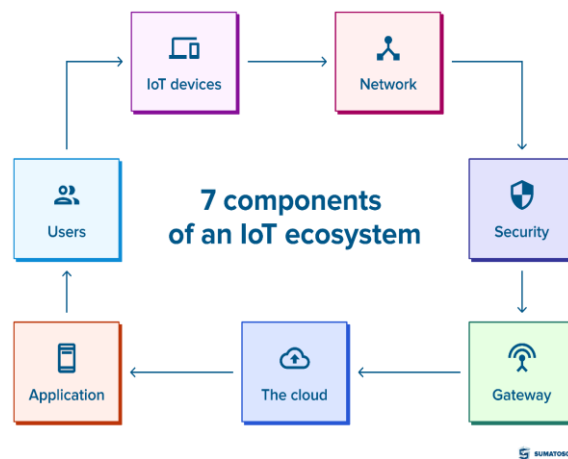 IoT devices
Network
7 components
of an IoT ecosystem
Users
Security
Application
The cloud
Gateway